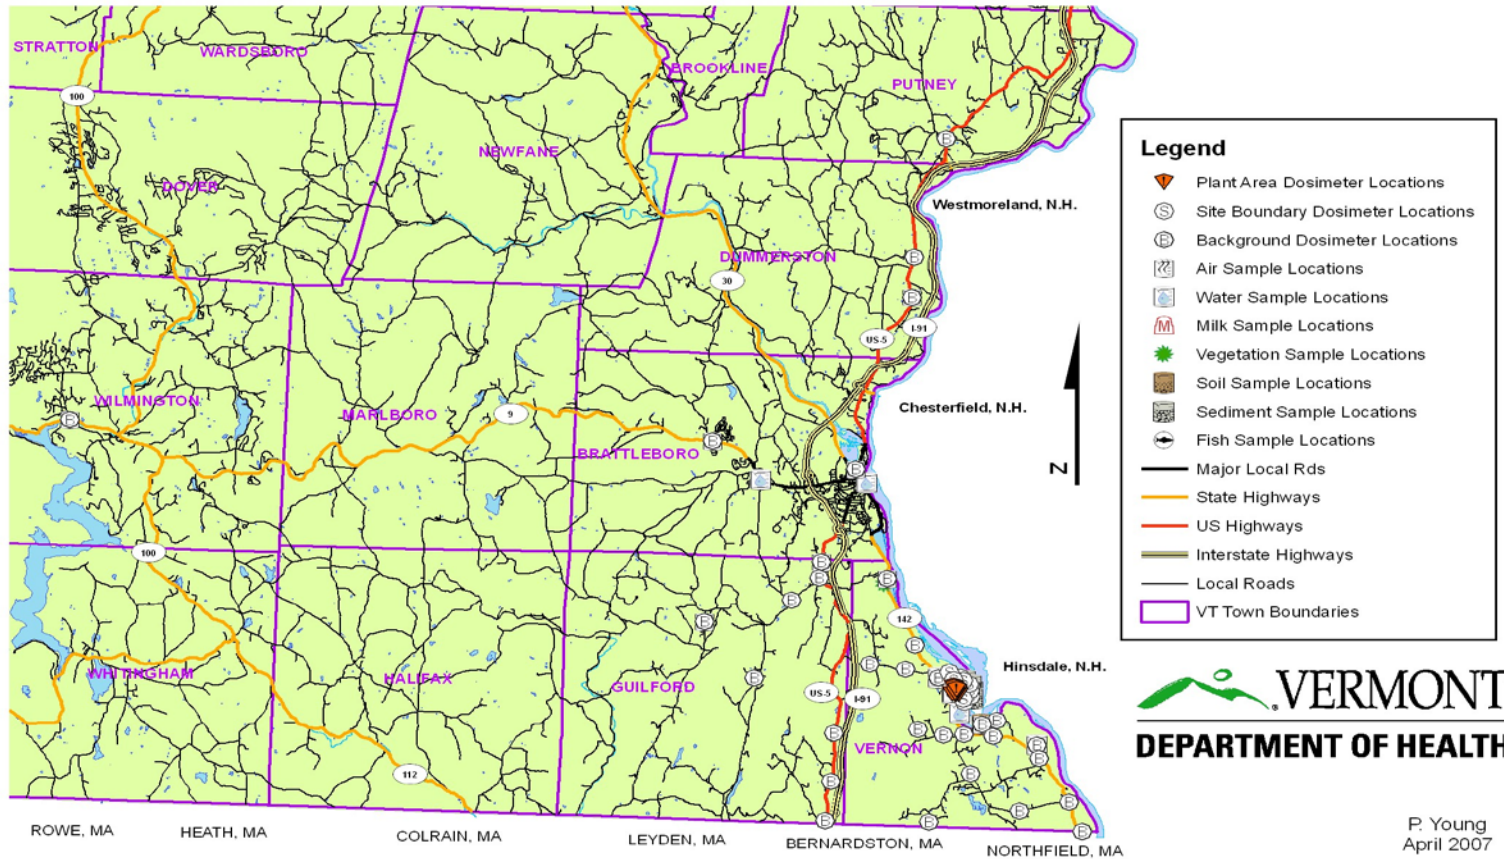 STRATTON
WARDSBORO
BROOKLINE
PUTNEY
100
NEWFANE
DOVER
Westmoreland, N.H.
DUMMERSTON
30
I-91
US-5
WILMINGTON
MARLBORO
9
Chesterfield, N.H.
BRATTLEBORO
100
142
Hinsdale, N.H.
WHITINGHAM
HALIFAX
GUILFORD
US-5
I-91
VERNON
112
ROWE, MA
HEATH, MA
COLRAIN, MA
LEYDEN, MA
BERNARDSTON, MA
NORTHFIELD, MA
Legend
Plant Area Dosimeter Locations
S Site Boundary Dosimeter Locations
B Background Dosimeter Locations
Air Sample Locations
Water Sample Locations
M Milk Sample Locations
Vegetation Sample Locations
Soil Sample Locations
Sediment Sample Locations
Fish Sample Locations
Major Local Rds
State Highways
US Highways
Interstate Highways
Local Roads
VT Town Boundaries
N
VERMONT
DEPARTMENT OF HEALTH
P. Young
April 2007